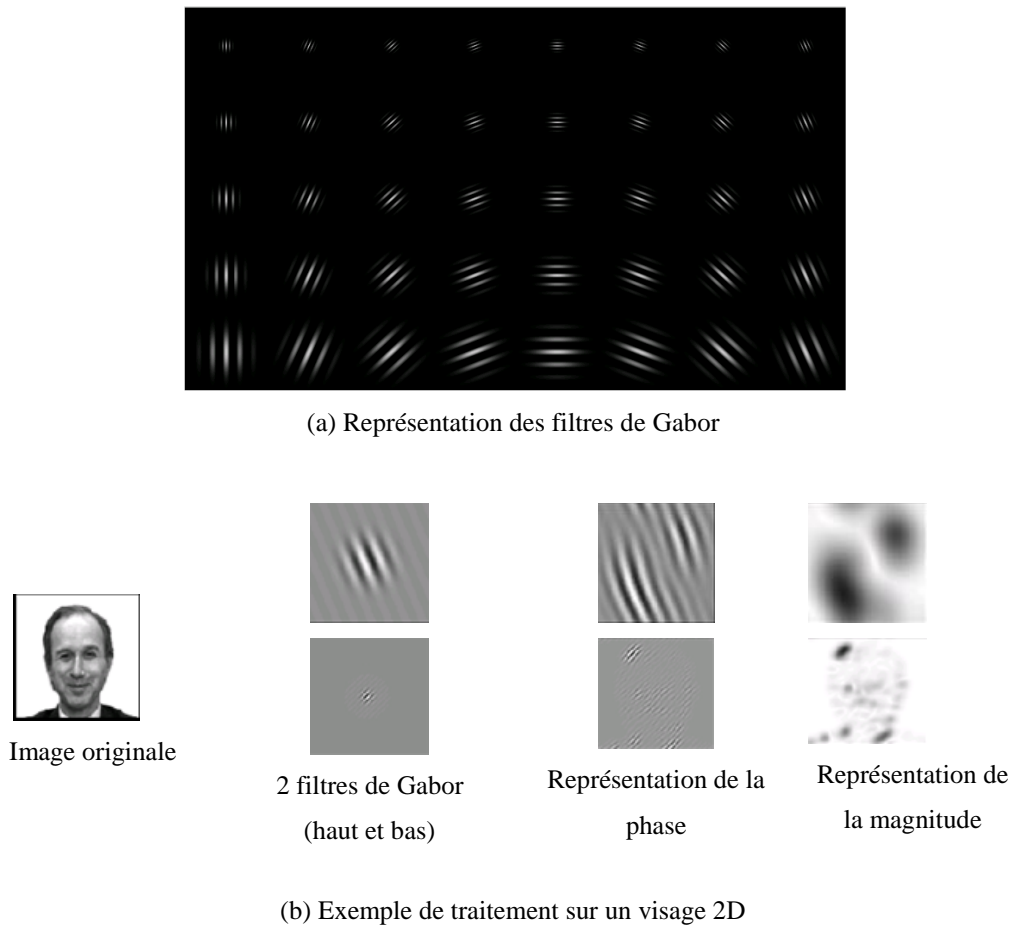 (a) Représentation des filtres de Gabor
Image originale
2 filtres de Gabor
(haut et bas)
Représentation de la
phase
Représentation de
la magnitude
(b) Exemple de traitement sur un visage 2D